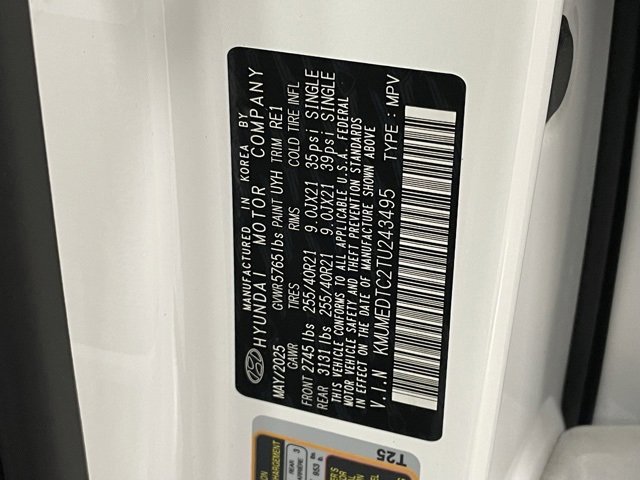 MANUFACTURED IN KOREA BY
HYUNDAI MOTOR COMPANY
MAY/2025 GVWR 5765lbs PAINT UYH TRIM RE1
GAWR TIRES RIMS COLD TIRE INFL
FRONT 2745lbs 255/40R21 9.0JX21 35psi SINGLE
REAR 3131lbs 255/40R21 9.0JX21 39psi SINGLE
THIS VEHICLE CONFORMS TO ALL APPLICABLE U.S.A. FEDERAL
MOTOR VEHICLE SAFETY AND THEFT PREVENTION STANDARDS
IN EFFECT ON THE DATE OF MANUFACTURE SHOWN ABOVE
V.I.N KMUMEDTC2TU243495 TYPE : MPV
T25
REAR 3
953